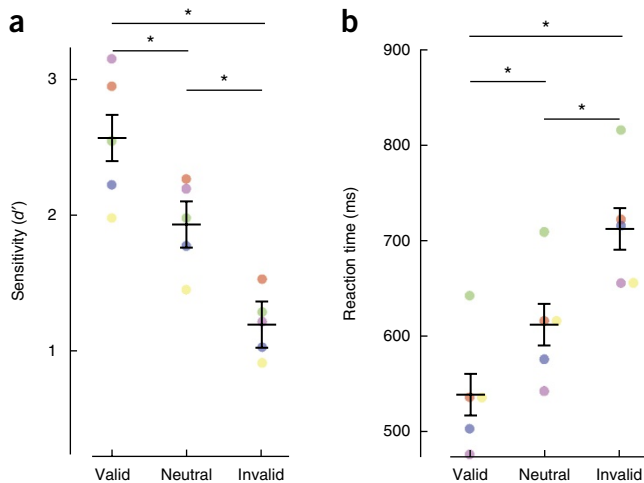 a
*
*
*
3
2
1
Sensitivity (d′)
Valid Neutral Invalid
b
*
*
*
900
800
700
600
500
Reaction time (ms)
Valid Neutral Invalid